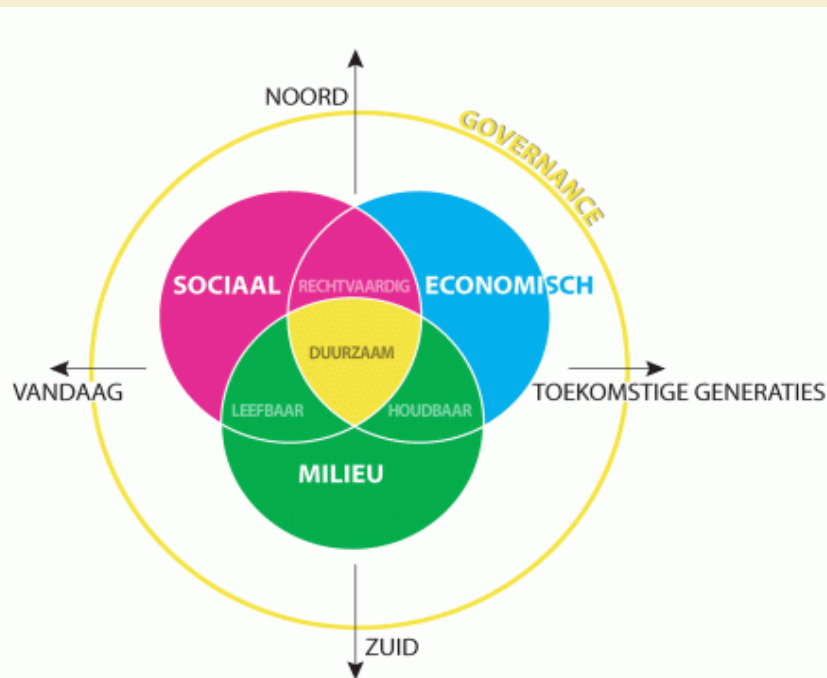 NOORD
GOVERNANCE
SOCIAAL
RECHTVAARDIG
ECONOMISCH
DUURZAAM
VANDAAG
TOEKOMSTIGE GENERATIES
LEEFBAAR
HOUDBAAR
MILIEU
ZUID